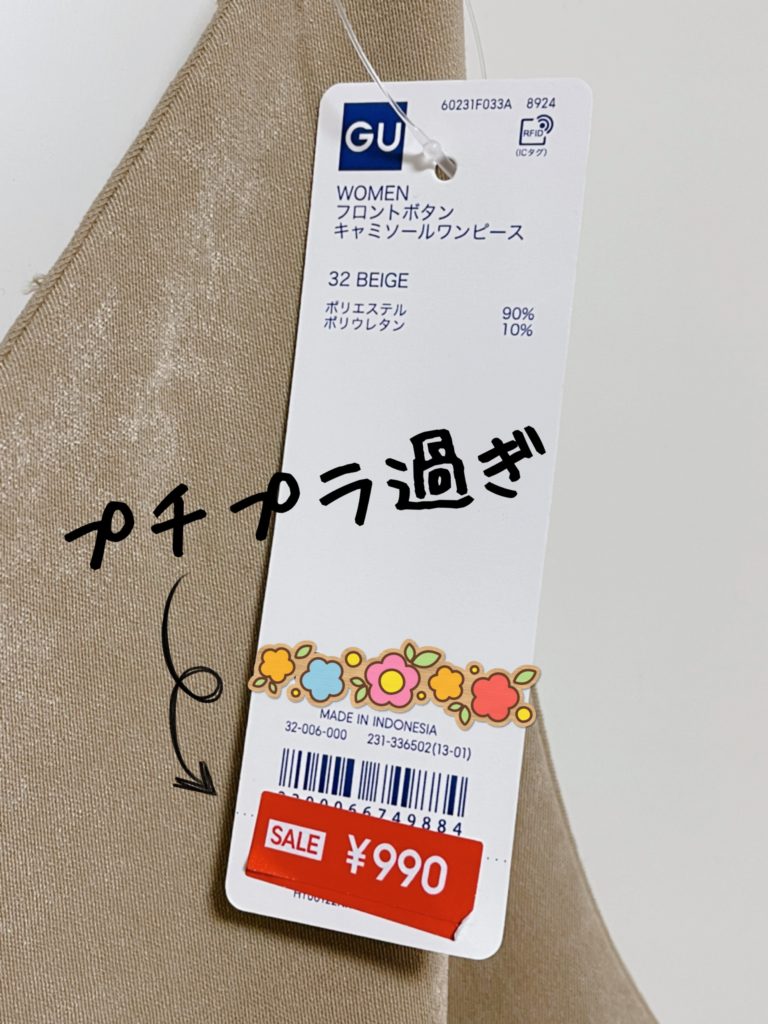 60231F033A 8924
GU
RFID
(ICタグ)
WOMEN
フロントボタン
キャミソールワンピース
32 BEIGE
ポリエステル 90%
ポリウレタン 10%
プチプラ過ぎ
MADE IN INDONESIA
32-006-000 231-336502(13-01)
SALE ¥990